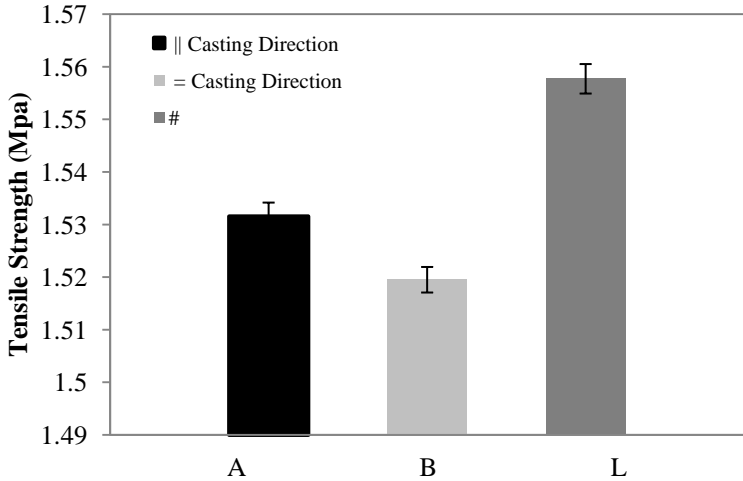 1.57
1.56
1.55
1.54
1.53
1.52
1.51
1.5
1.49
Tensile Strength (Mpa)
|| Casting Direction
= Casting Direction
#
A B L